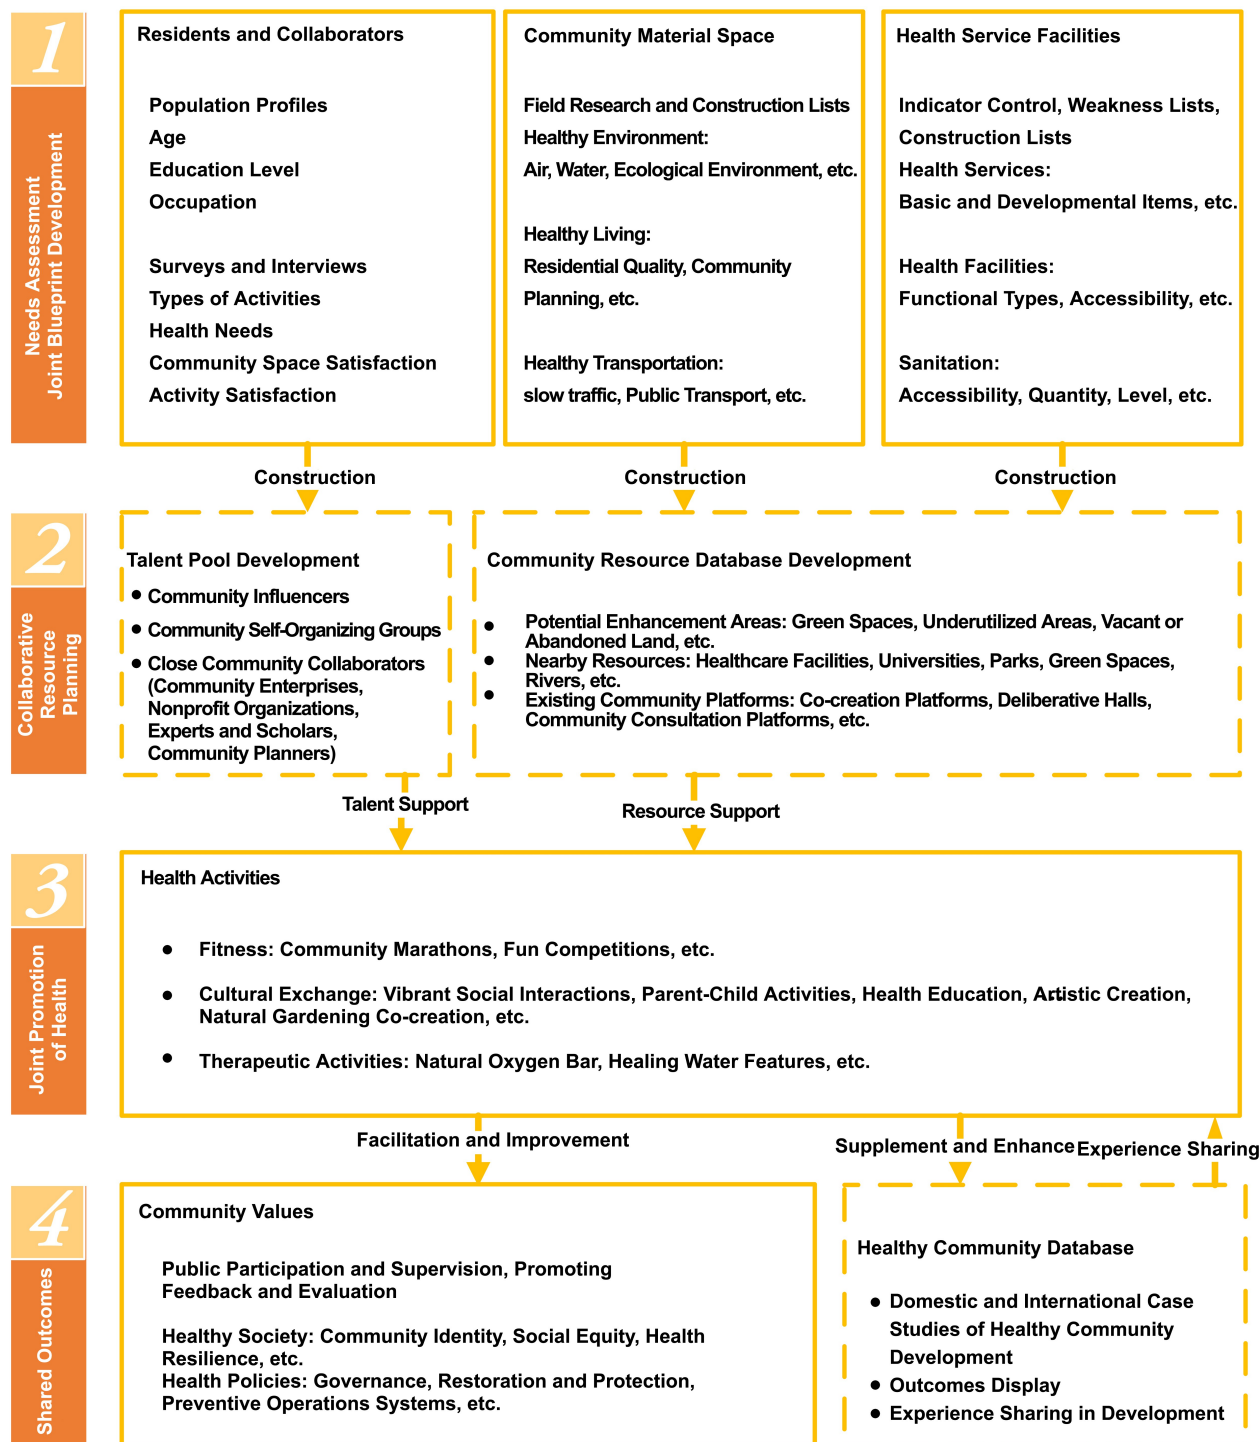 1
Needs Assessment
Joint Blueprint Development
Residents and Collaborators
Population Profiles
Age
Education Level
Occupation
Surveys and Interviews
Types of Activities
Health Needs
Community Space Satisfaction
Activity Satisfaction
Community Material Space
Field Research and Construction Lists
Healthy Environment:
Air, Water, Ecological Environment, etc.
Healthy Living:
Residential Quality, Community
Planning, etc.
Healthy Transportation:
slow traffic, Public Transport, etc.
Health Service Facilities
Indicator Control, Weakness Lists,
Construction Lists
Health Services:
Basic and Developmental Items, etc.
Health Facilities:
Functional Types, Accessibility, etc.
Sanitation:
Accessibility, Quantity, Level, etc.
Construction
Construction
Construction
2
Collaborative
Resource
Planning
Talent Pool Development
• Community Influencers
• Community Self-Organizing Groups
• Close Community Collaborators
(Community Enterprises,
Nonprofit Organizations,
Experts and Scholars,
Community Planners)
Community Resource Database Development
• Potential Enhancement Areas: Green Spaces, Underutilized Areas, Vacant or
Abandoned Land, etc.
• Nearby Resources: Healthcare Facilities, Universities, Parks, Green Spaces,
Rivers, etc.
• Existing Community Platforms: Co-creation Platforms, Deliberative Halls,
Community Consultation Platforms, etc.
Talent Support
Resource Support
3
Joint Promotion
of Health
Health Activities
• Fitness: Community Marathons, Fun Competitions, etc.
• Cultural Exchange: Vibrant Social Interactions, Parent-Child Activities, Health Education, Artistic Creation,
Natural Gardening Co-creation, etc.
• Therapeutic Activities: Natural Oxygen Bar, Healing Water Features, etc.
Facilitation and Improvement
Supplement and Enhance
Experience Sharing
4
Shared Outcomes
Community Values
Public Participation and Supervision, Promoting
Feedback and Evaluation
Healthy Society: Community Identity, Social Equity, Health
Resilience, etc.
Health Policies: Governance, Restoration and Protection,
Preventive Operations Systems, etc.
Healthy Community Database
• Domestic and International Case
Studies of Healthy Community
Development
• Outcomes Display
• Experience Sharing in Development